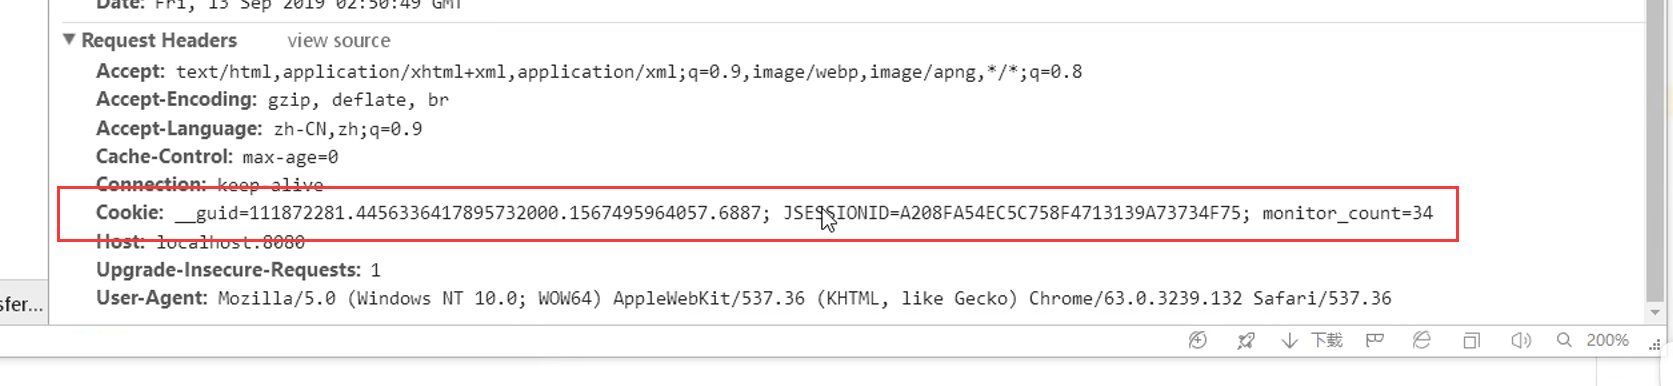 Date: Fri, 13 Sep 2019 02:50:49 GMT
Request Headers view source
Accept: text/html,application/xhtml+xml,application/xml;q=0.9,image/webp,image/apng,*/*;q=0.8
Accept-Encoding: gzip, deflate, br
Accept-Language: zh-CN,zh;q=0.9
Cache-Control: max-age=0
Connection: keep-alive
Cookie: __guid=111872281.4456336417895732000.1567495964057.6887; JSESSIONID=A208FA54EC5C758F4713139A73734F75; monitor_count=34
Host: localhost:8080
Upgrade-Insecure-Requests: 1
User-Agent: Mozilla/5.0 (Windows NT 10.0; WOW64) AppleWebKit/537.36 (KHTML, like Gecko) Chrome/63.0.3239.132 Safari/537.36
sfer...
下载 200%